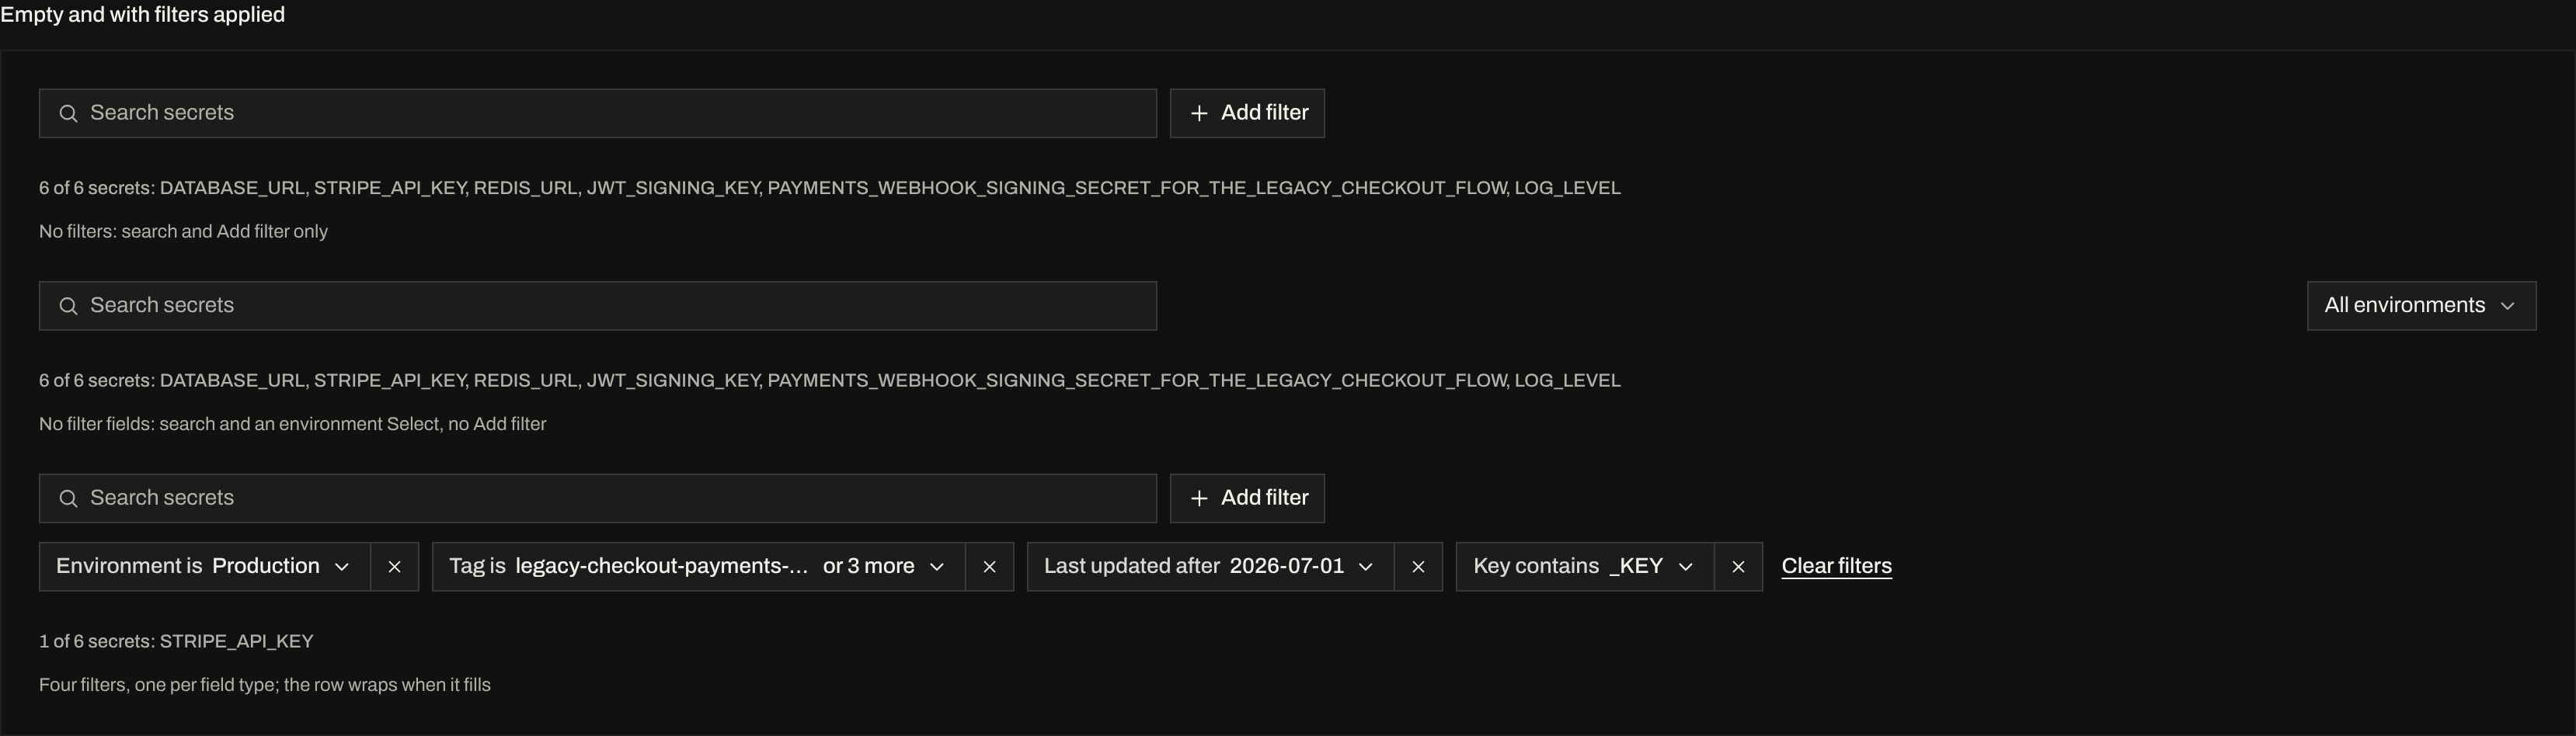 Empty and with filters applied
Search secrets
Add filter
6 of 6 secrets: DATABASE_URL, STRIPE_API_KEY, REDIS_URL, JWT_SIGNING_KEY, PAYMENTS_WEBHOOK_SIGNING_SECRET_FOR_THE_LEGACY_CHECKOUT_FLOW, LOG_LEVEL
No filters: search and Add filter only
Search secrets
All environments
6 of 6 secrets: DATABASE_URL, STRIPE_API_KEY, REDIS_URL, JWT_SIGNING_KEY, PAYMENTS_WEBHOOK_SIGNING_SECRET_FOR_THE_LEGACY_CHECKOUT_FLOW, LOG_LEVEL
No filter fields: search and an environment Select, no Add filter
Search secrets
Add filter
Environment is Production
Tag is legacy-checkout-payments-... or 3 more
Last updated after 2026-07-01
Key contains _KEY
Clear filters
1 of 6 secrets: STRIPE_API_KEY
Four filters, one per field type; the row wraps when it fills